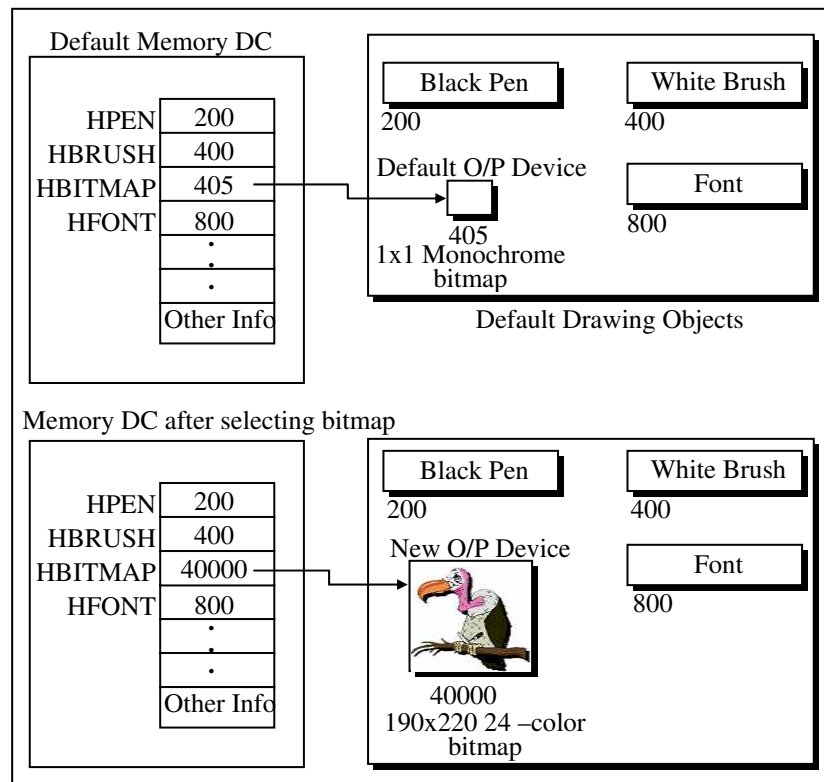 Default Memory DC
HPEN 200
HBRUSH 400
HBITMAP 405
HFONT 800
.
.
.
Other Info
Black Pen
200
White Brush
400
Default O/P Device
405
1x1 Monochrome
bitmap
Font
800
Default Drawing Objects
Memory DC after selecting bitmap
HPEN 200
HBRUSH 400
HBITMAP 40000
HFONT 800
.
.
.
Other Info
Black Pen
200
White Brush
400
New O/P Device
40000
190x220 24 –color
bitmap
Font
800